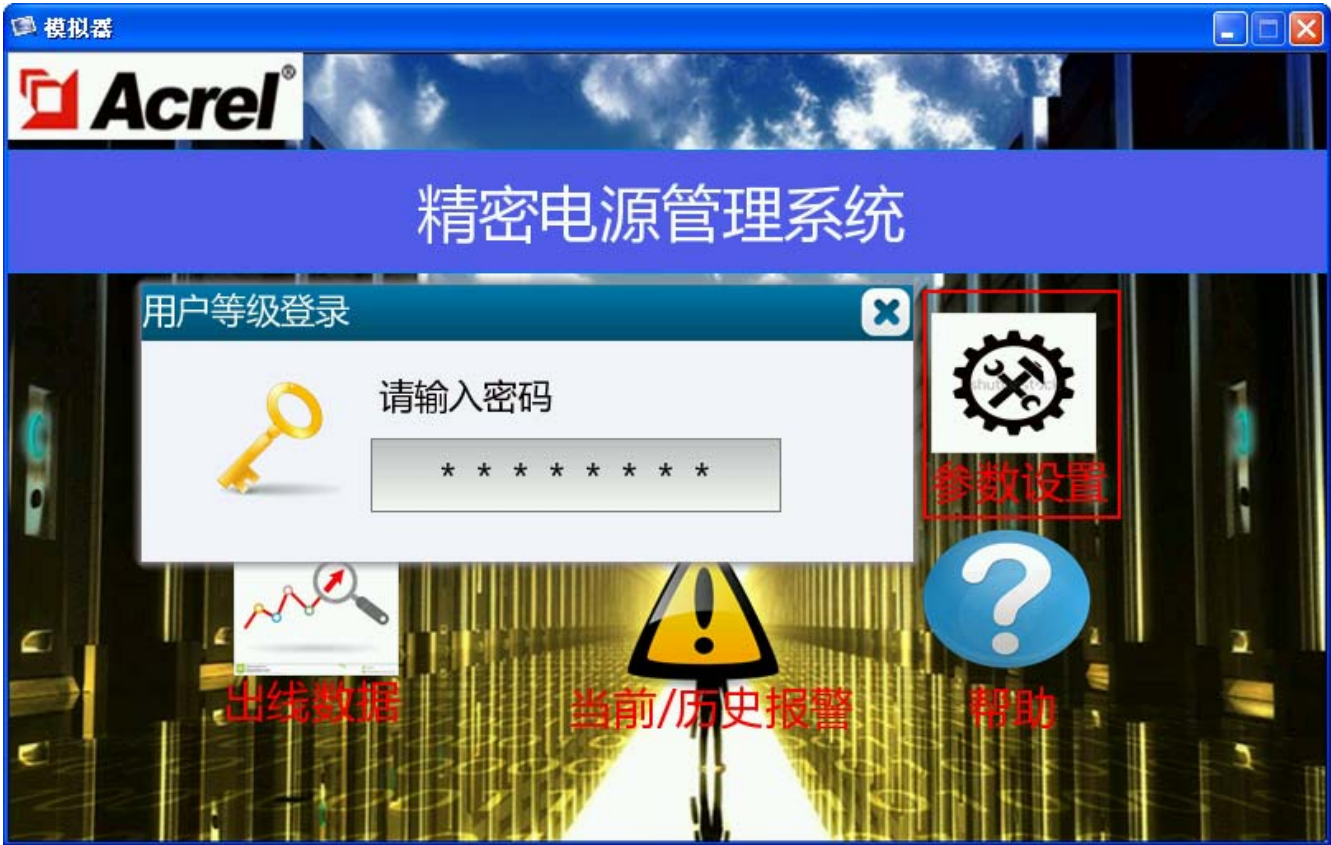 模拟器
Acrel®
精密电源管理系统
用户等级登录
请输入密码
* * * * * * * *
参数设置
出线数据
当前/历史报警
帮助